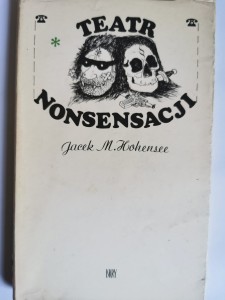 TEATR
NONSENSACJI
Jacek M. Hohensee